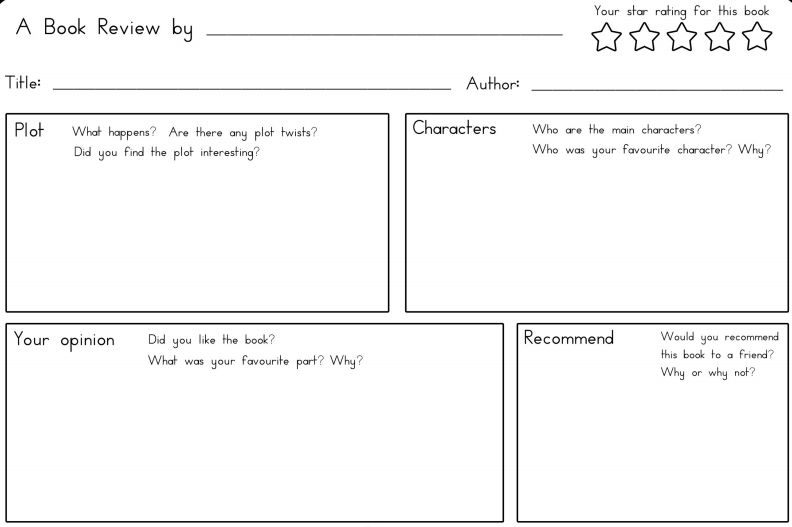 Your star rating for this book
A Book Review by
Title:
Author:
Plot
What happens? Are there any plot twists?
Did you find the plot interesting?
Characters
Who are the main characters?
Who was your favourite character? Why?
Your opinion
Did you like the book?
What was your favourite part? Why?
Recommend
Would you recommend
this book to a friend?
Why or why not?